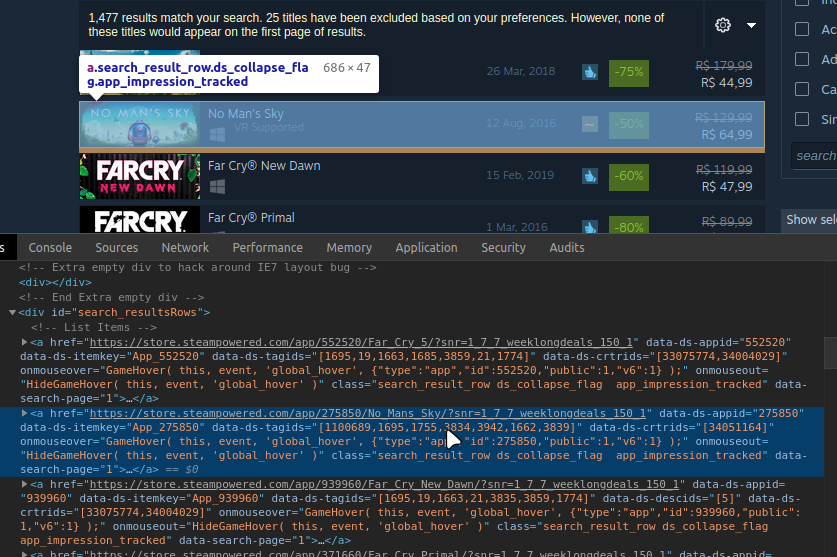 1,477 results match your search. 25 titles have been excluded based on your preferences. However, none of
these titles would appear on the first page of results.
a.search_result_row.ds_collapse_fla
g.app_impression_tracked
686 × 47
26 Mar, 2018
-75%
R$ 179,99
R$ 44,99
NO MAN'S SKY
No Man's Sky
VR Supported
12 Aug, 2016
-50%
R$ 129,99
R$ 64,99
FARCRY
NEW DAWN
Far Cry® New Dawn
15 Feb, 2019
-60%
R$ 119,99
R$ 47,99
FARCRY
Far Cry® Primal
1 Mar, 2016
-80%
R$ 89,99
Ac
Ad
Ca
Sir
search
Show sel
s
Console
Sources
Network
Performance
Memory
Application
Security
Audits
<!-- Extra empty div to hack around IE7 layout bug -->
<div></div>
<!-- End Extra empty div -->
<div id="search_resultsRows">
<!-- List Items -->
<a href="https://store.steampowered.com/app/552520/Far_Cry_5/?snr=1_7_7_weeklongdeals_150_1" data-ds-appid="552520"
data-ds-itemkey="App_552520" data-ds-tagids="[1695,19,1663,1685,3859,21,1774]" data-ds-crtrids="[33075774,34004029]"
onmouseover="GameHover( this, event, 'global_hover', {"type":"app","id":552520,"public":1,"v6":1} );" onmouseout=
"HideGameHover( this, event, 'global_hover' )" class="search_result_row ds_collapse_flag  app_impression_tracked" data-
search-page="1">…</a>
<a href="https://store.steampowered.com/app/275850/No_Mans_Sky/?snr=1_7_7_weeklongdeals_150_1" data-ds-appid="275850"
data-ds-itemkey="App_275850" data-ds-tagids="[1100689,1695,1755,3834,3942,1662,3839]" data-ds-crtrids="[34051164]"
onmouseover="GameHover( this, event, 'global_hover', {"type":"app","id":275850,"public":1,"v6":1} );" onmouseout=
"HideGameHover( this, event, 'global_hover' )" class="search_result_row ds_collapse_flag  app_impression_tracked" data-
search-page="1">…</a> == $0
<a href="https://store.steampowered.com/app/939960/Far_Cry_New_Dawn/?snr=1_7_7_weeklongdeals_150_1" data-ds-appid=
"939960" data-ds-itemkey="App_939960" data-ds-tagids="[1695,19,1663,21,3835,3859,1774]" data-ds-descids="[5]" data-ds-
crtrids="[33075774,34004029]" onmouseover="GameHover( this, event, 'global_hover', {"type":"app","id":939960,"public":
1,"v6":1} );" onmouseout="HideGameHover( this, event, 'global_hover' )" class="search_result_row ds_collapse_flag
app_impression_tracked" data-search-page="1">…</a>
<a href="https://store.steampowered.com/app/371660/Far_Cry_Primal/?snr=1_7_7_weeklongdeals_150_1" data-ds-appid=